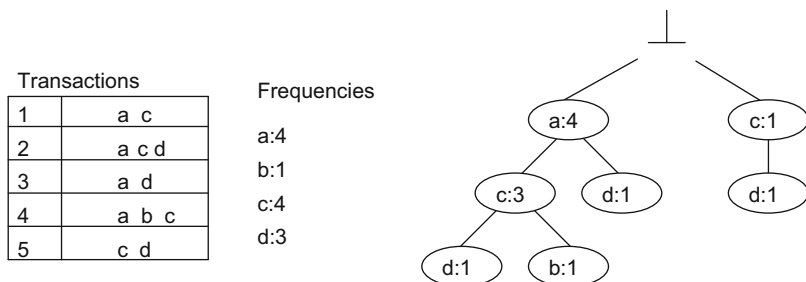 Transactions
1 a c
2 a c d
3 a d
4 a b c
5 c d
Frequencies
a:4
b:1
c:4
d:3
a:4 c:1
c:3 d:1 d:1
d:1 b:1